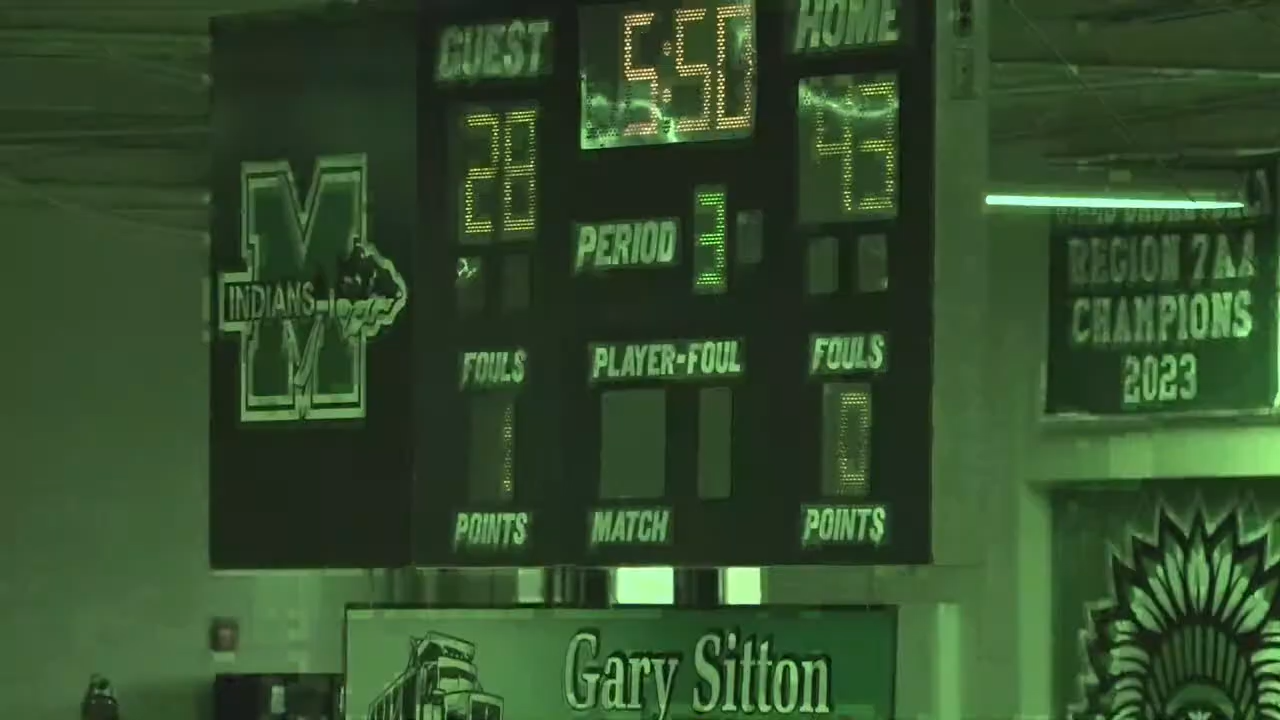 GUEST
5:50
HOME
28
43
PERIOD
3
M
INDIANS
REGION 7AA
CHAMPIONS
2023
FOULS
PLAYER-FOUL
FOULS
1
0
POINTS
MATCH
POINTS
Gary Sitton